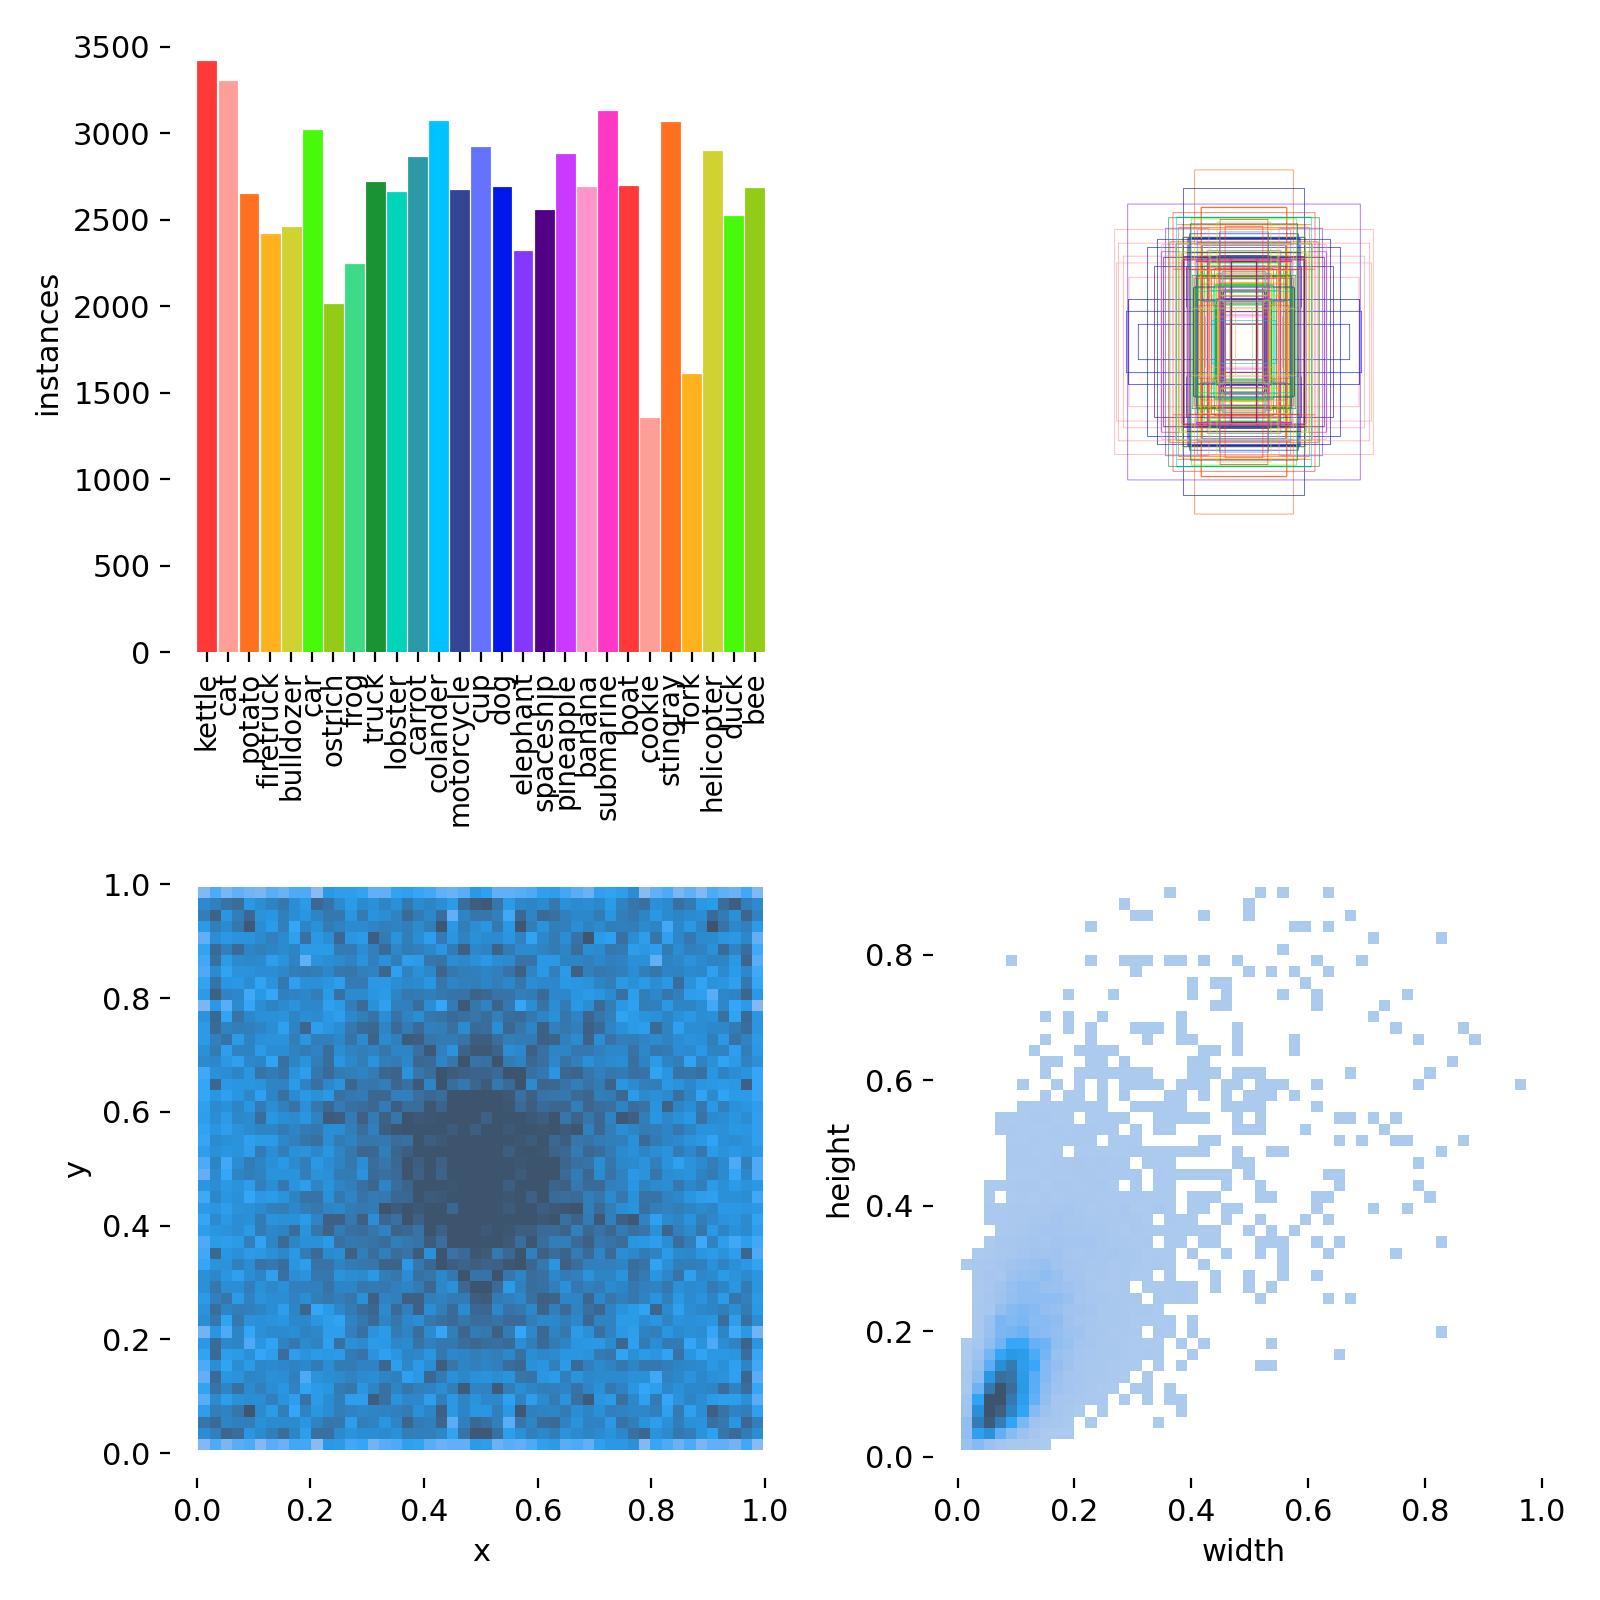 3500
3000
2500
2000
1500
1000
500
0
instances
kettle
cat
potato
firetruck
bulldozer
car
ostrich
frog
truck
lobster
carrot
colander
motorcycle
cup
dog
elephant
spaceship
pineapple
banana
submarine
boat
cookie
stingray
fork
helicopter
duck
bee
1.0
0.8
0.6
0.4
0.2
0.0
y
0.0 0.2 0.4 0.6 0.8 1.0
x
0.8
0.6
0.4
0.2
0.0
height
0.0 0.2 0.4 0.6 0.8 1.0
width